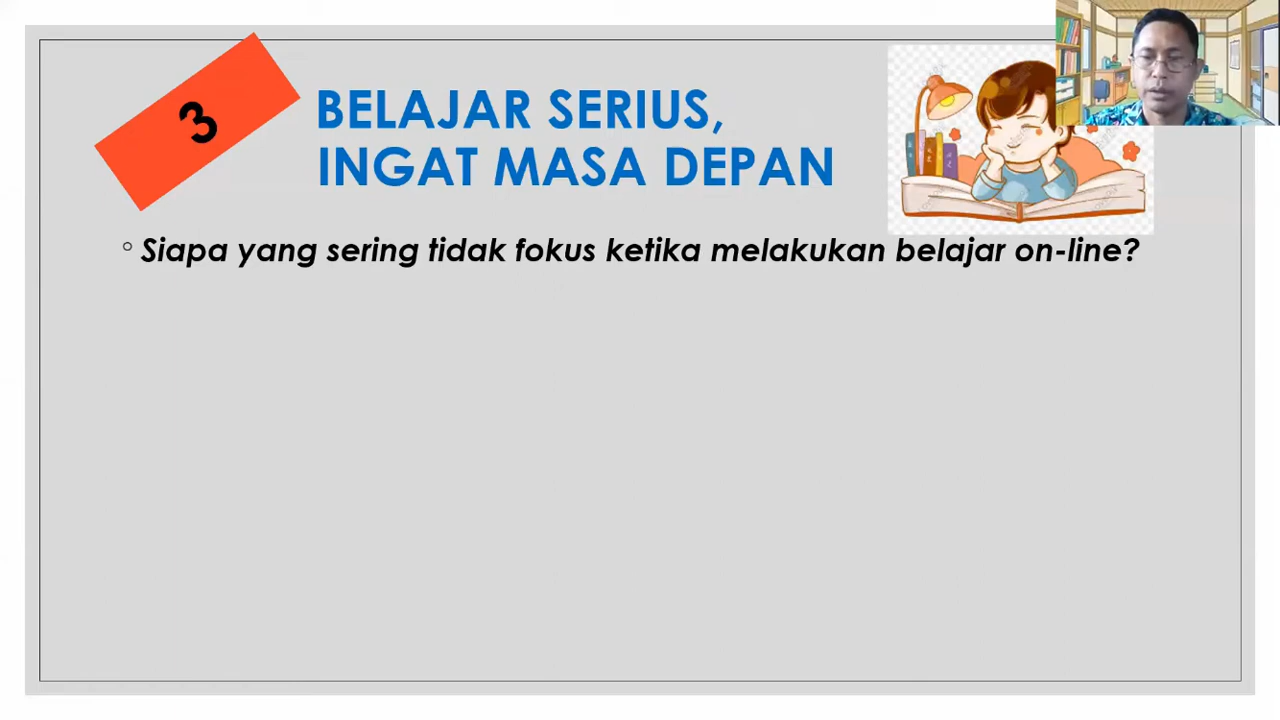 3
BELAJAR SERIUS,
INGAT MASA DEPAN
Siapa yang sering tidak fokus ketika melakukan belajar on-line?